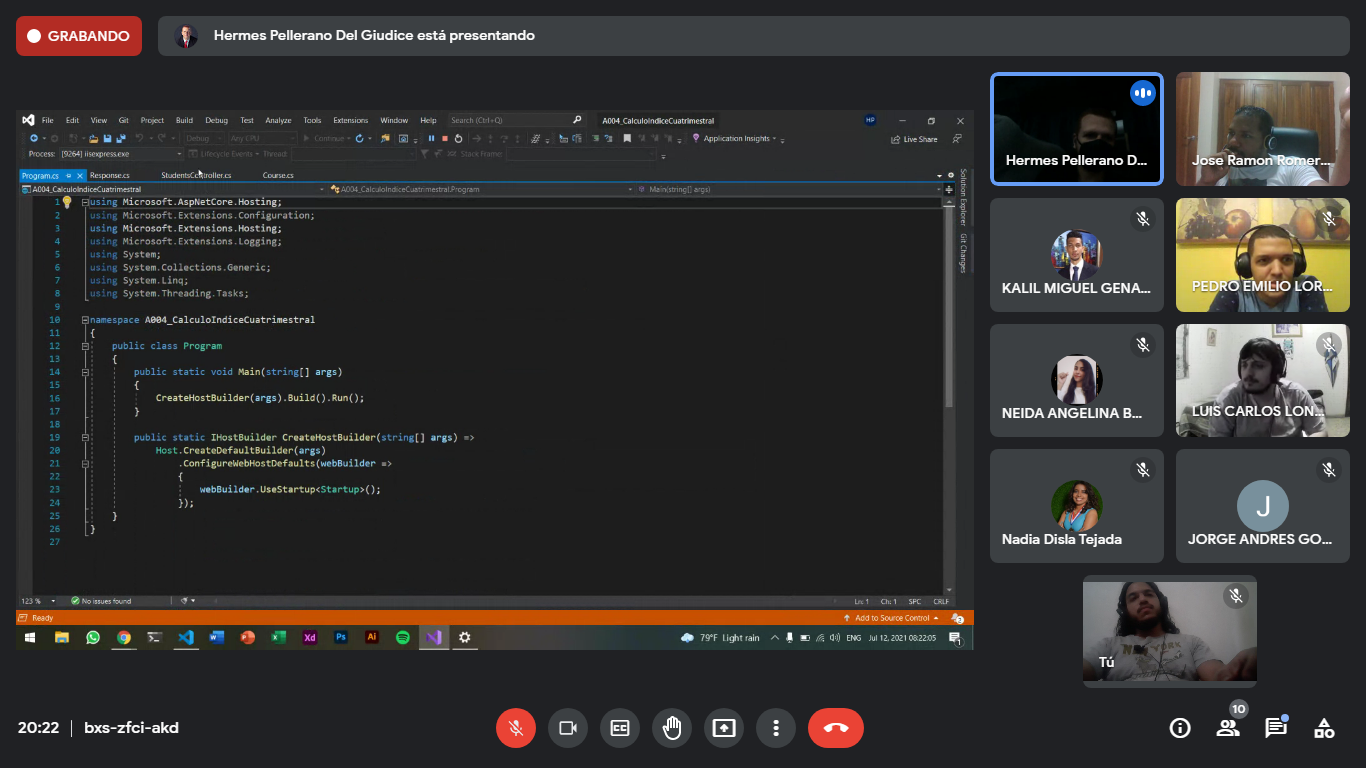 GRABANDO
Hermes Pellerano Del Giudice está presentando
File Edit View Git Project Build Debug Test Analyze Tools Extensions Window Help Search (Ctrl+Q) A004_CalculoIndiceCuatrimestral HP
Debug Any CPU Continue Application Insights Live Share
Process: [9264] iisexpress.exe Lifecycle Events Thread: Stack Frame:
Program.cs Response.cs StudentsController.cs Course.cs
A004_CalculoIndiceCuatrimestral A004_CalculoIndiceCuatrimestral.Program Main(string[] args)
1 using Microsoft.AspNetCore.Hosting;
2 using Microsoft.Extensions.Configuration;
3 using Microsoft.Extensions.Hosting;
4 using Microsoft.Extensions.Logging;
5 using System;
6 using System.Collections.Generic;
7 using System.Linq;
8 using System.Threading.Tasks;
9
10 namespace A004_CalculoIndiceCuatrimestral
11 {
12 public class Program
13 {
14 public static void Main(string[] args)
15 {
16 CreateHostBuilder(args).Build().Run();
17 }
18
19 public static IHostBuilder CreateHostBuilder(string[] args) =>
20 Host.CreateDefaultBuilder(args)
21 .ConfigureWebHostDefaults(webBuilder =>
22 {
23 webBuilder.UseStartup<Startup>();
24 });
25 }
26 }
27
Solution Explorer
Git Changes
123 % No issues found Ln: 1 Ch: 1 SPC CRLF
Ready Add to Source Control 2
Xd Ps Ai 79°F Light rain ENG Jul 12, 2021 08:22:05 1
Hermes Pellerano D...
Jose Ramon Romer...
KALIL MIGUEL GENA...
PEDRO EMILIO LOR...
NEIDA ANGELINA B...
LUIS CARLOS LON...
Nadia Disla Tejada
J
JORGE ANDRES GO...
Tú
20:22 bxs-zfci-akd
10